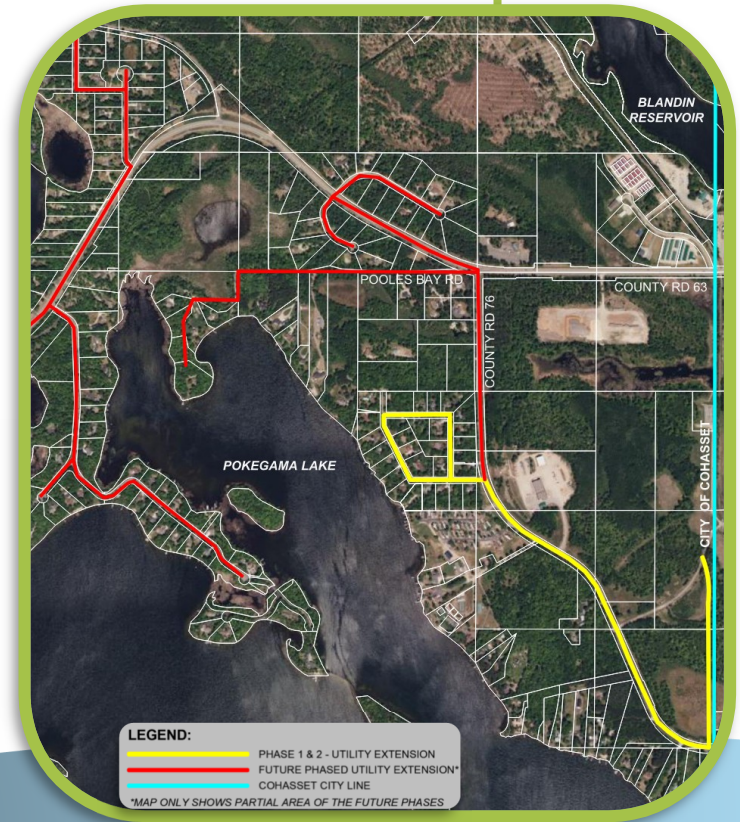 BLANDIN
RESERVOIR
POOLES BAY RD
COUNTY RD 63
COUNTY RD 76
CITY OF COHASSET
POKEGAMA LAKE
LEGEND:
PHASE 1 & 2 - UTILITY EXTENSION
FUTURE PHASED UTILITY EXTENSION*
COHASSET CITY LINE
*MAP ONLY SHOWS PARTIAL AREA OF THE FUTURE PHASES